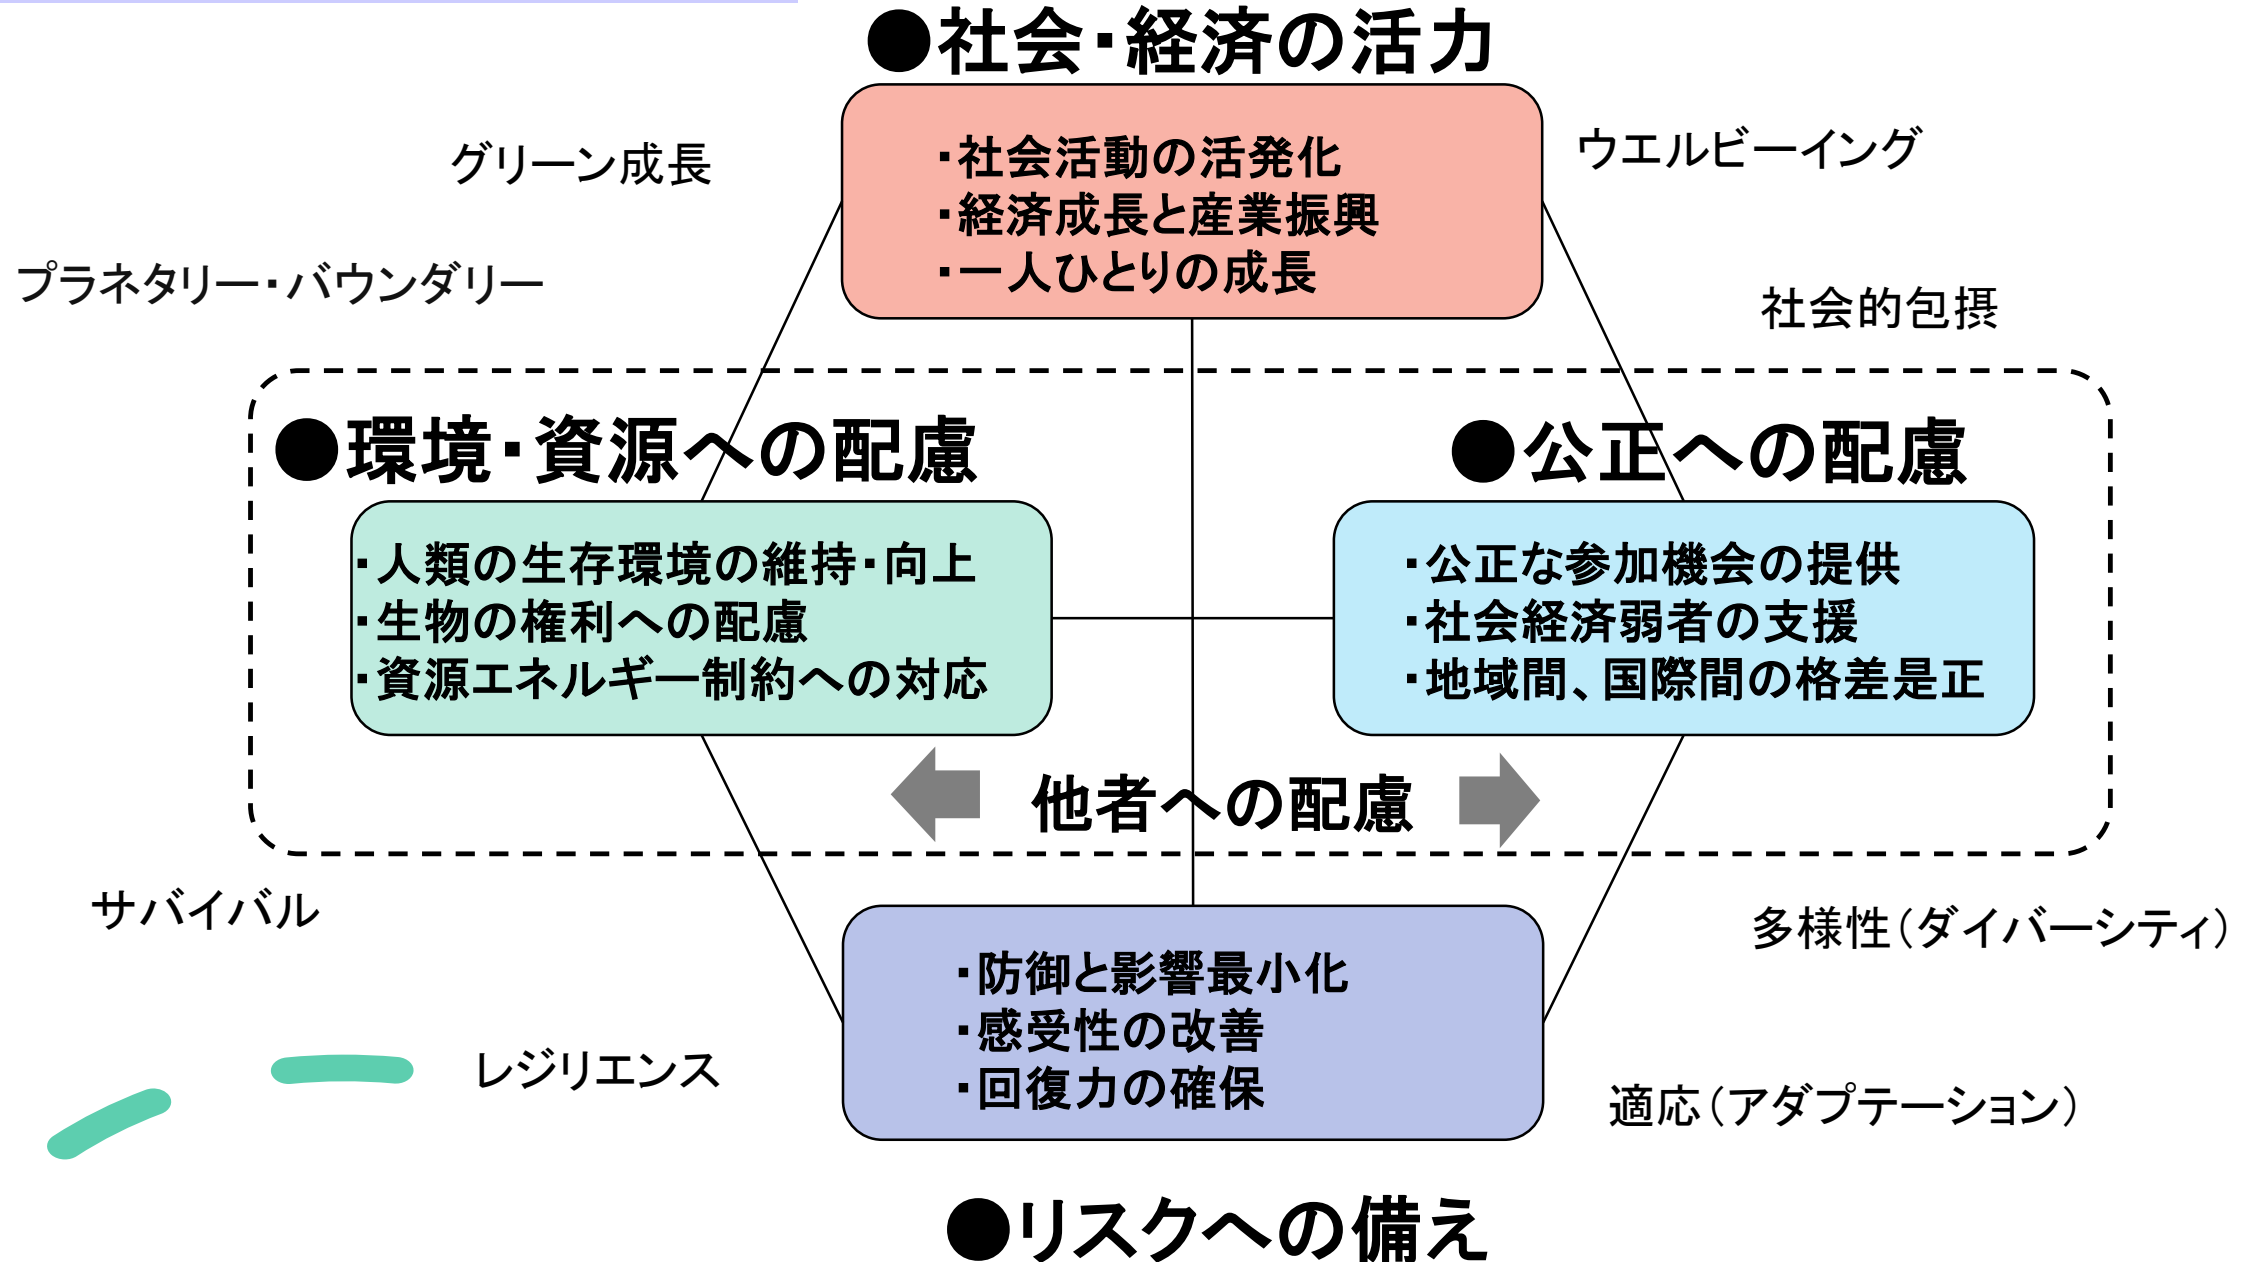 ●社会・経済の活力
グリーン成長
ウエルビーイング
・社会活動の活発化
・経済成長と産業振興
・一人ひとりの成長
プラネタリー・バウンダリー
社会的包摂
●環境・資源への配慮
●公正への配慮
・人類の生存環境の維持・向上
・生物の権利への配慮
・資源エネルギー制約への対応
・公正な参加機会の提供
・社会経済弱者の支援
・地域間、国際間の格差是正
他者への配慮
サバイバル
多様性(ダイバーシティ)
・防御と影響最小化
・感受性の改善
・回復力の確保
レジリエンス
適応(アダプテーション)
●リスクへの備え